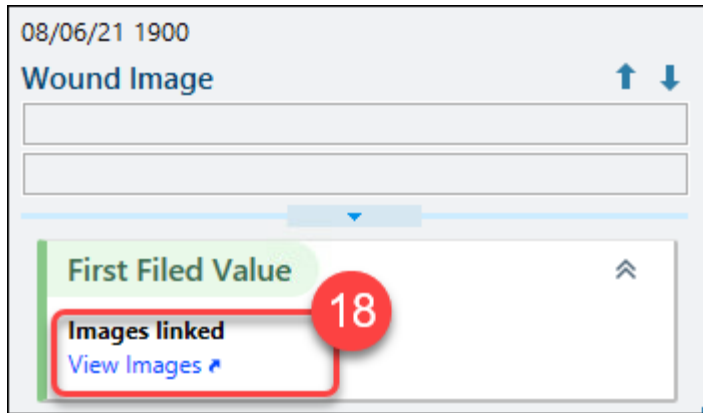 08/06/21 1900
Wound Image
First Filed Value
18
Images linked
View Images